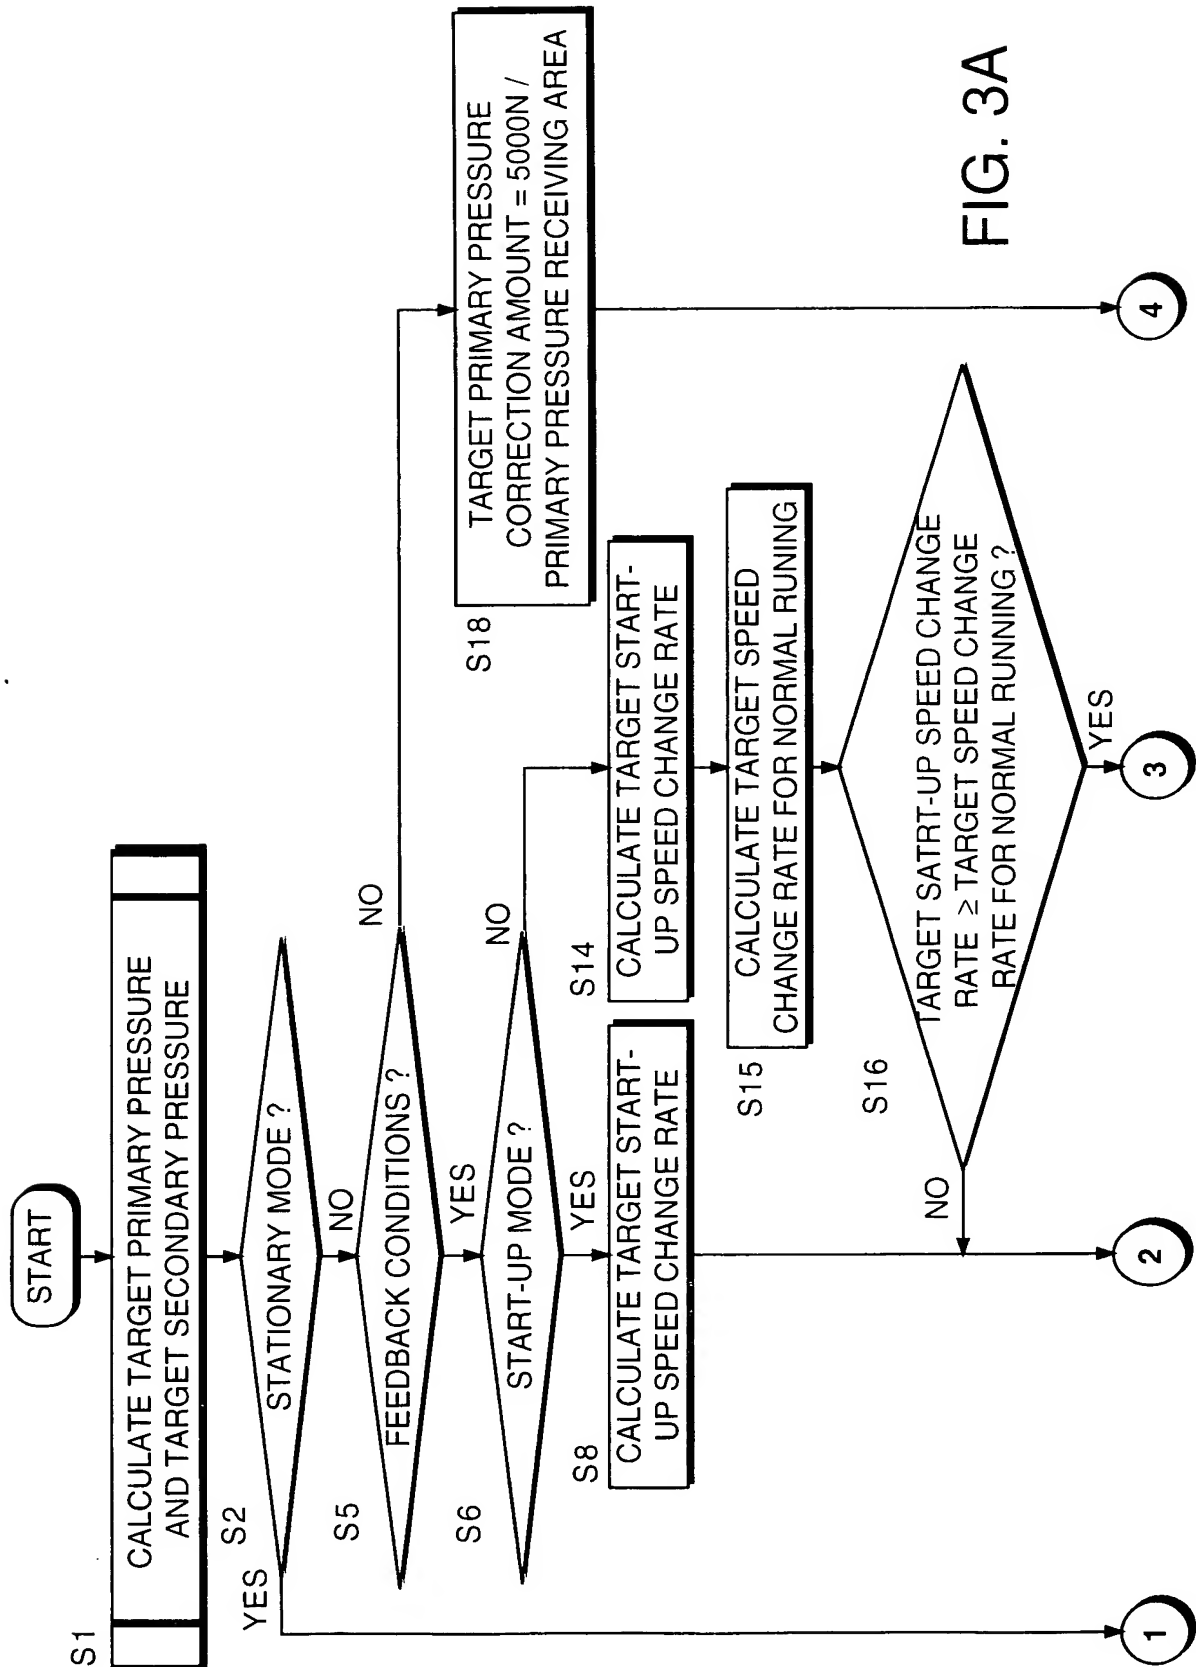 START
S1
CALCULATE TARGET PRIMARY PRESSURE
AND TARGET SECONDARY PRESSURE
S2
STATIONARY MODE ?
YES
NO
S5
FEEDBACK CONDITIONS ?
NO
YES
S6
START-UP MODE ?
NO
YES
S8
CALCULATE TARGET START-
UP SPEED CHANGE RATE
S14
CALCULATE TARGET START-
UP SPEED CHANGE RATE
S15
CALCULATE TARGET SPEED
CHANGE RATE FOR NORMAL RUNING
S16
TARGET SATRT-UP SPEED CHANGE
RATE ≥ TARGET SPEED CHANGE
RATE FOR NORMAL RUNNING ?
NO
YES
S18
TARGET PRIMARY PRESSURE
CORRECTION AMOUNT = 5000N /
PRIMARY PRESSURE RECEIVING AREA
1
2
3
4
FIG. 3A